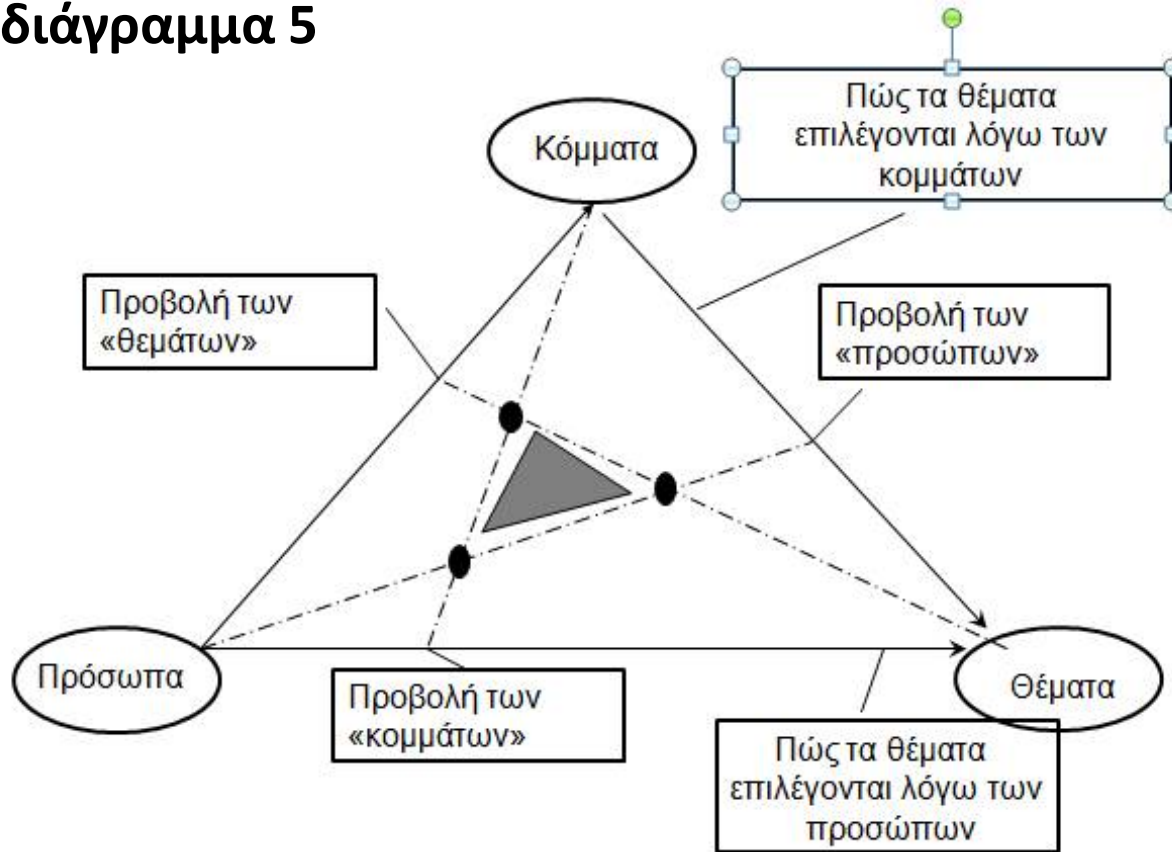 διάγραμμα 5
Πώς τα θέματα
επιλέγονται λόγω των
κομμάτων
Κόμματα
Προβολή των
«θεμάτων»
Προβολή των
«προσώπων»
Πρόσωπα
Θέματα
Προβολή των
«κομμάτων»
Πώς τα θέματα
επιλέγονται λόγω των
προσώπων